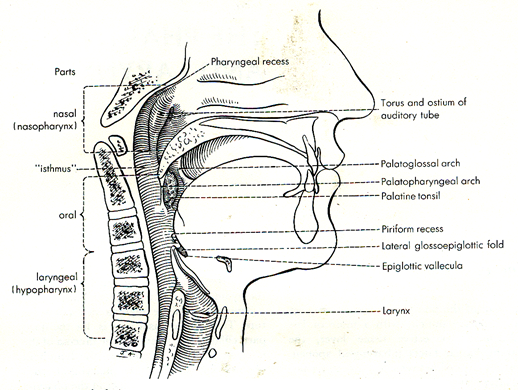 Pharyngeal recess
Parts
nasal
(nasopharynx)
Torus and ostium of
auditory tube
"isthmus"
Palatoglossal arch
Palatopharyngeal arch
oral
Palatine tonsil
Piriform recess
Lateral glossoepiglottic fold
Epiglottic vallecula
laryngeal
(hypopharynx)
Larynx